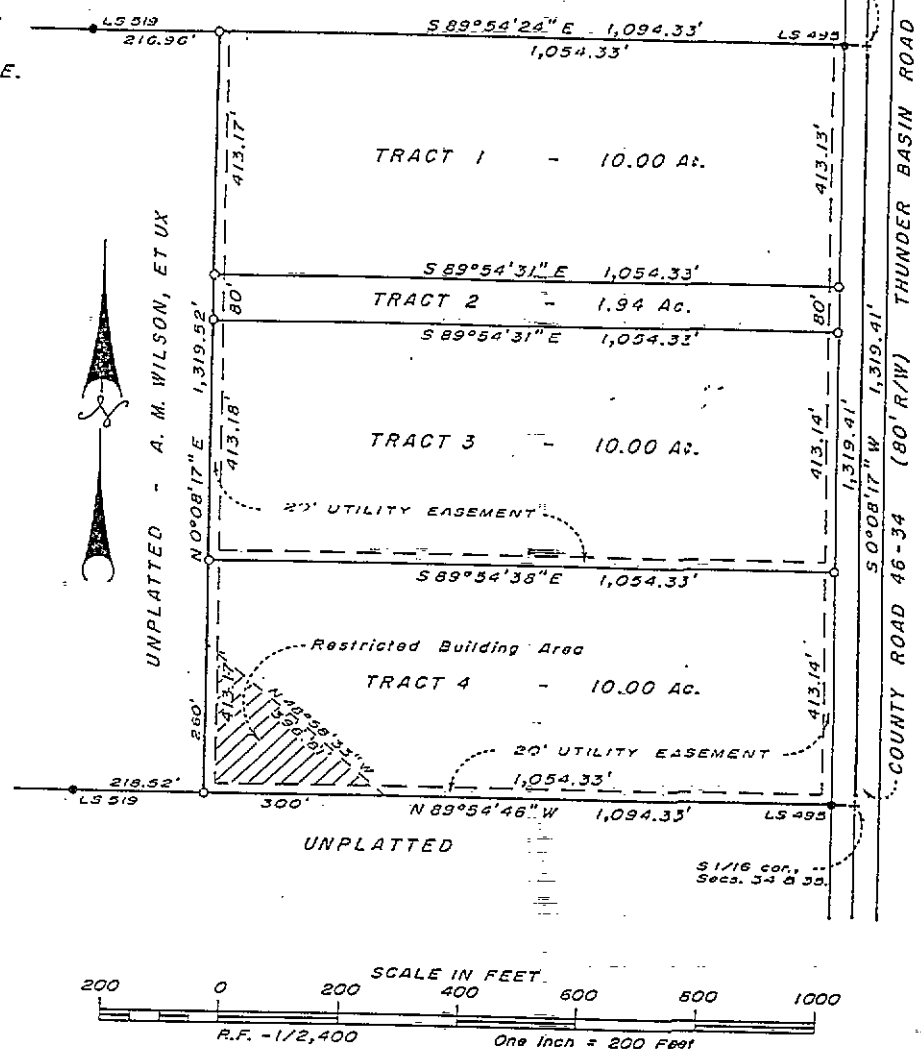 LS 519
216.96'
S 89°54'24" E 1,094.33'
1,054.33'
LS 495
E.
413.17'
TRACT 1 - 10.00 Ac.
413.13'
S 89°54'31" E 1,054.33'
80'
TRACT 2 - 1.94 Ac.
80'
S 89°54'31" E 1,054.33'
UNPLATTED - A. M. WILSON, ET UX
N 0°08'17" E 1,319.52'
N
413.18'
TRACT 3 - 10.00 Ac.
413.14'
1,319.41'
S 0°08'17" W 1,319.41'
COUNTY ROAD 46-34 (80' R/W) THUNDER BASIN ROAD
20' UTILITY EASEMENT
S 89°54'38" E 1,054.33'
Restricted Building Area
413.17'
TRACT 4 - 10.00 Ac.
413.14'
260'
N 48°58'33" W
20' UTILITY EASEMENT
1,054.33'
218.52'
LS 519
300'
N 89°54'46" W 1,094.33'
LS 495
UNPLATTED
S 1/16 cor.,
Secs. 34 & 35.
SCALE IN FEET
200 0 200 400 600 800 1000
R.F. - 1/2,400 One Inch = 200 Feet